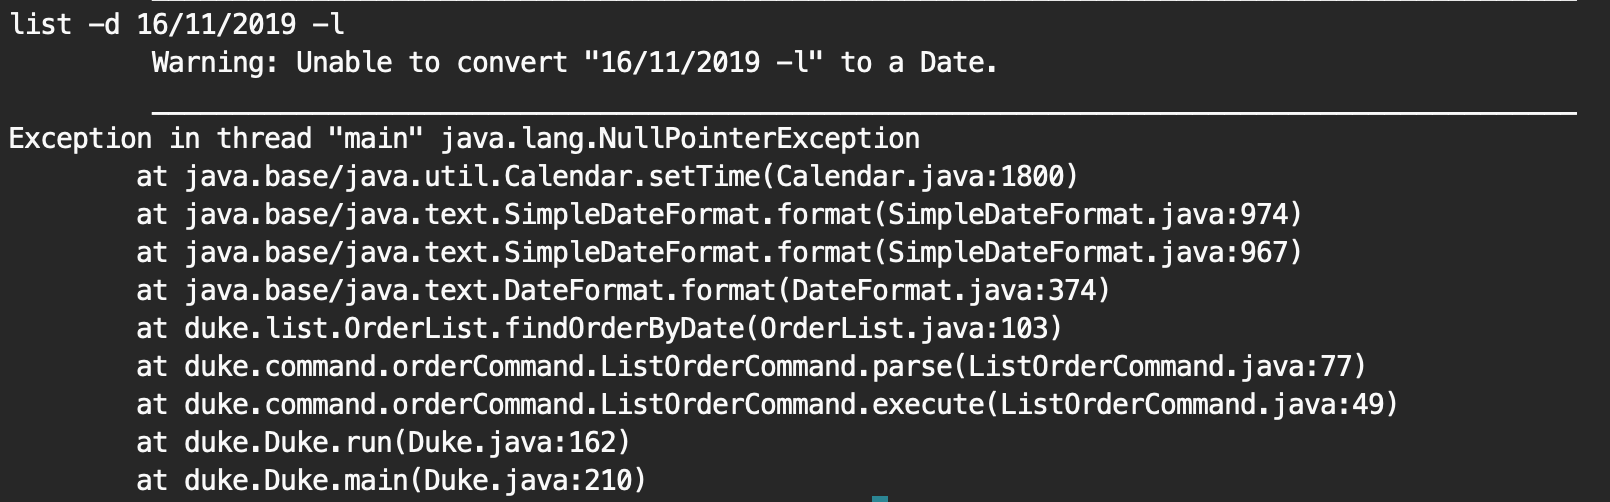 list -d 16/11/2019 -l
Warning: Unable to convert "16/11/2019 -l" to a Date.
Exception in thread "main" java.lang.NullPointerException
at java.base/java.util.Calendar.setTime(Calendar.java:1800)
at java.base/java.text.SimpleDateFormat.format(SimpleDateFormat.java:974)
at java.base/java.text.SimpleDateFormat.format(SimpleDateFormat.java:967)
at java.base/java.text.DateFormat.format(DateFormat.java:374)
at duke.list.OrderList.findOrderByDate(OrderList.java:103)
at duke.command.orderCommand.ListOrderCommand.parse(ListOrderCommand.java:77)
at duke.command.orderCommand.ListOrderCommand.execute(ListOrderCommand.java:49)
at duke.Duke.run(Duke.java:162)
at duke.Duke.main(Duke.java:210)